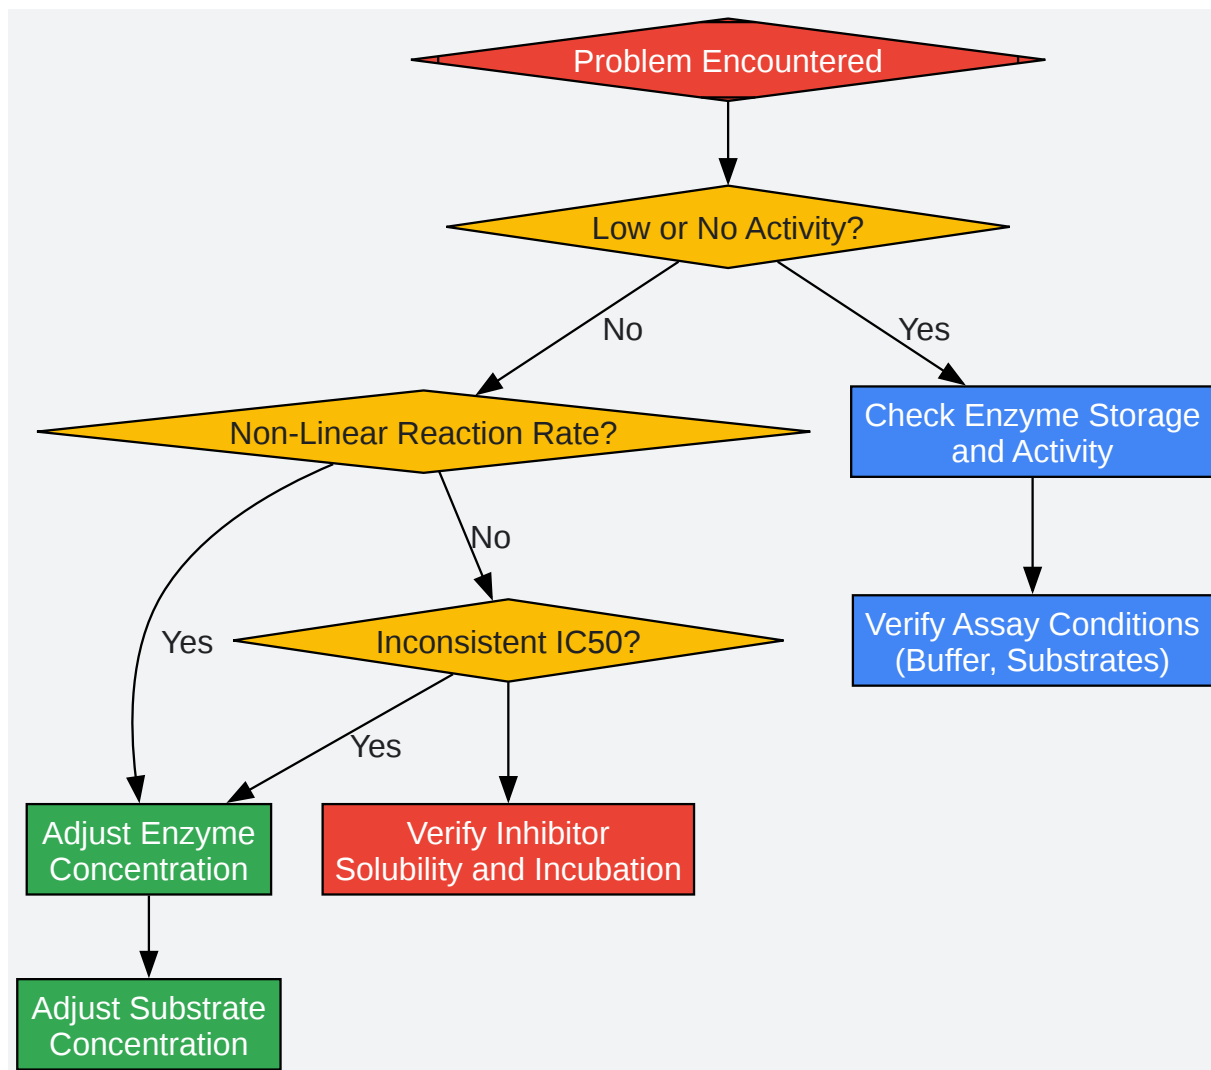 Problem Encountered
Low or No Activity?
No
Yes
Non-Linear Reaction Rate?
Check Enzyme Storage
and Activity
No
Yes
Inconsistent IC50?
Verify Assay Conditions
(Buffer, Substrates)
Yes
Adjust Enzyme
Concentration
Verify Inhibitor
Solubility and Incubation
Adjust Substrate
Concentration